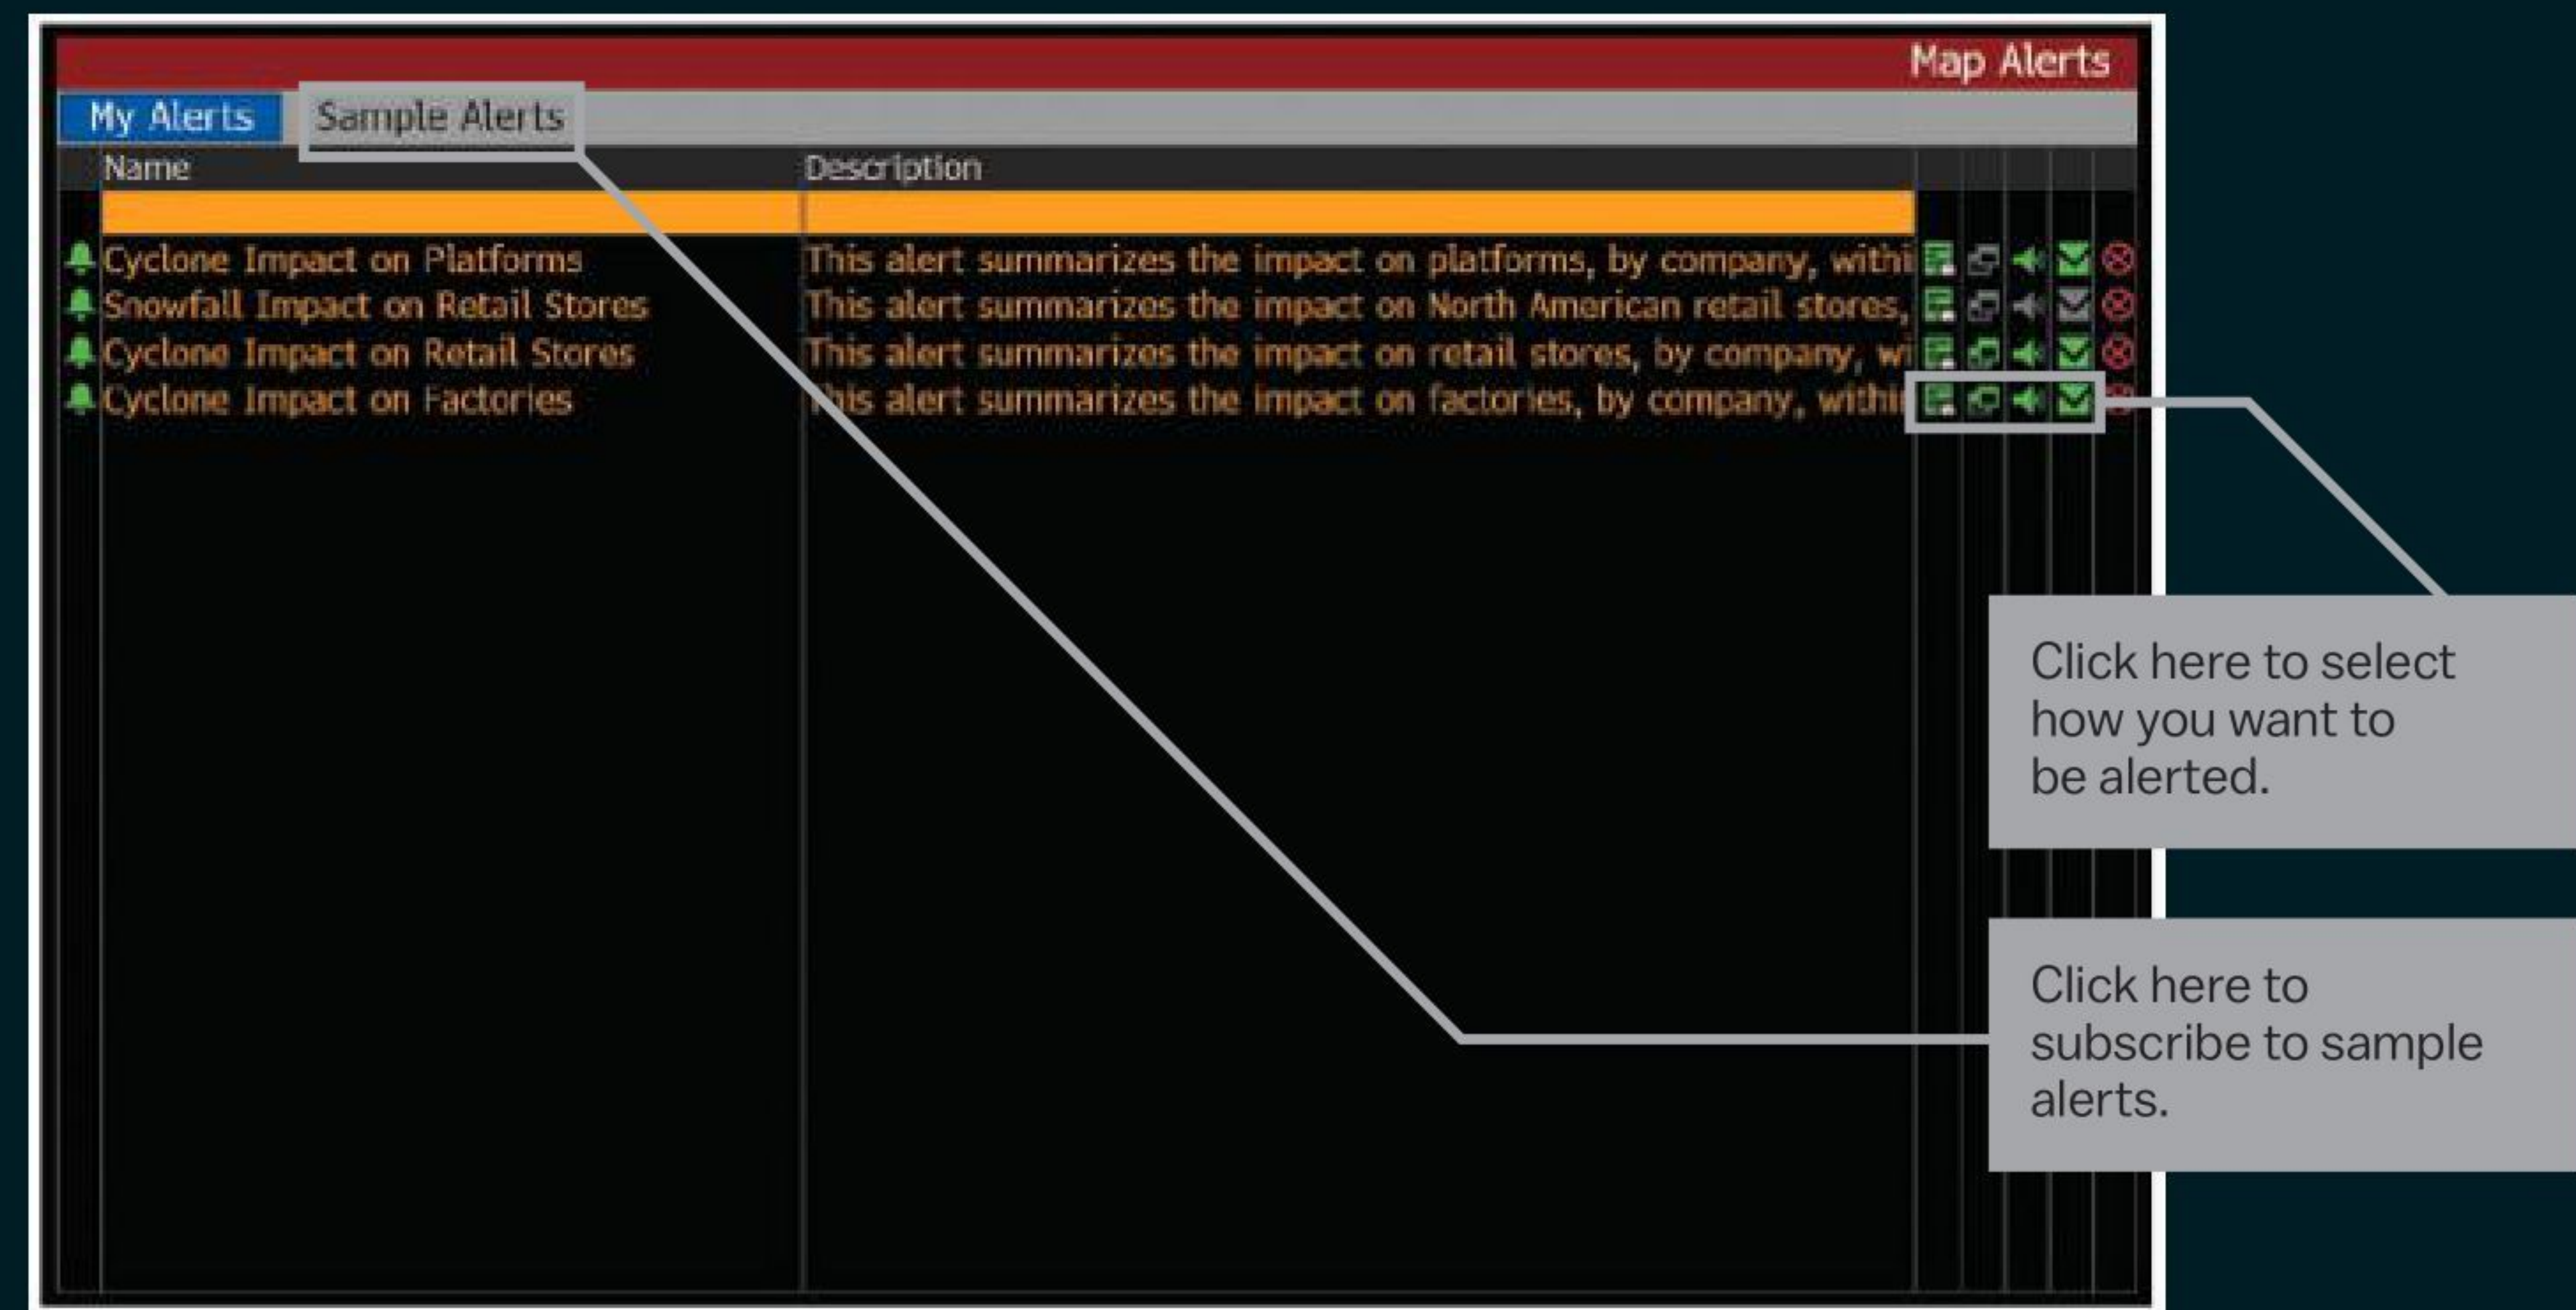 Map Alerts
My Alerts Sample Alerts
Name Description
Cyclone Impact on Platforms This alert summarizes the impact on platforms, by company, withi
Snowfall Impact on Retail Stores This alert summarizes the impact on North American retail stores,
Cyclone Impact on Retail Stores This alert summarizes the impact on retail stores, by company, wi
Cyclone Impact on Factories This alert summarizes the impact on factories, by company, within
Click here to select
how you want to
be alerted.
Click here to
subscribe to sample
alerts.